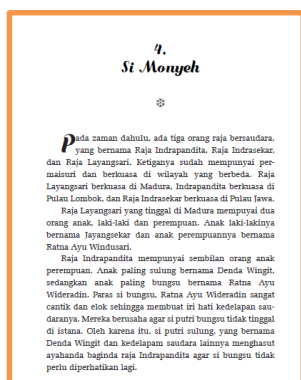 4.
Si Monyeh
Pada zaman dahulu, ada tiga orang raja bersaudara,
yang bernama Raja Indrapandita, Raja Indrasekar,
dan Raja Layangsari. Ketiganya sudah mempunyai per-
maisuri dan berkuasa di wilayah yang berbeda. Raja
Layangsari berkuasa di Madura, Indrapandita berkuasa di
Pulau Lombok, dan Raja Indrasekar berkuasa di Pulau Jawa.
Raja Layangsari yang tinggal di Madura mempuyai dua
orang anak, laki-laki dan perempuan. Anak laki-lakinya
bernama Jayangsekar dan anak perempuannya bernama
Ratna Ayu Windusari.
Raja Indrapandita mempunyai sembilan orang anak
perempuan. Anak paling sulung bernama Denda Wingit,
sedangkan anak paling bungsu bernama Ratna Ayu
Wideradin. Paras si bungsu, Ratna Ayu Wideradin sangat
cantik dan elok sehingga membuat iri hati kedelapan sau-
daranya. Mereka berusaha agar si putri bungsu tidak tinggal
di istana. Oleh karena itu, si putri sulung, yang bernama
Denda Wingit dan kedelapam saudara lainnya menghasut
ayahanda baginda raja Indrapandita agar si bungsu tidak
perlu diperhatikan lagi.